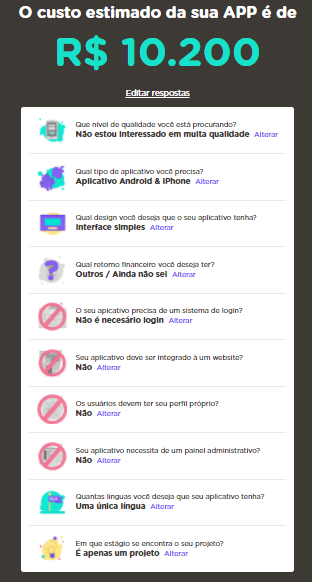 O custo estimado da sua APP é de
R$ 10.200
Editar respostas
Que nível de qualidade você está procurando?
Não estou interessado em muita qualidade Alterar
Qual tipo de aplicativo você precisa?
Aplicativo Android & iPhone Alterar
Qual design você deseja que o seu aplicativo tenha?
Interface simples Alterar
Qual retorno financeiro você deseja ter?
Outros / Ainda não sei Alterar
O seu apicativo precisa de um sistema de login?
Não é necesário login Alterar
Seu aplicativo deve ser integrado à um website?
Não Alterar
Os usuários devem ter seu perfil próprio?
Não Alterar
Seu aplicativo necessita de um painel administrativo?
Não Alterar
Quantas línguas você deseja que seu aplicativo tenha?
Uma única língua Alterar
Em que estágio se encontra o seu projeto?
É apenas um projeto Alterar